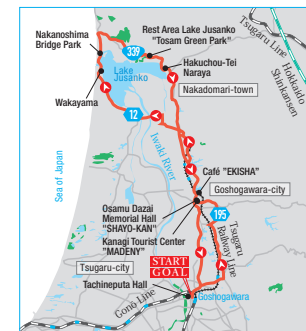 Nakanoshima
Bridge Park
Rest Area Lake Jusanko
"Tosam Green Park"
Tsugaru Line
339
Hakuchou-Tei
Naraya
Lake
Jusanko
Nakadomari-town
Hokkaido
Shinkansen
Wakayama
12
Iwaki River
Sea of Japan
Café "EKISHA"
Goshogawara-city
Osamu Dazai
Memorial Hall
"SHAYO-KAN"
195
Kanagi Tourist Center
"MADENY"
Tsugaru
Railway Line
Tsugaru-city
START
GOAL
Tachineputa Hall
Goshogawara
Gono Line